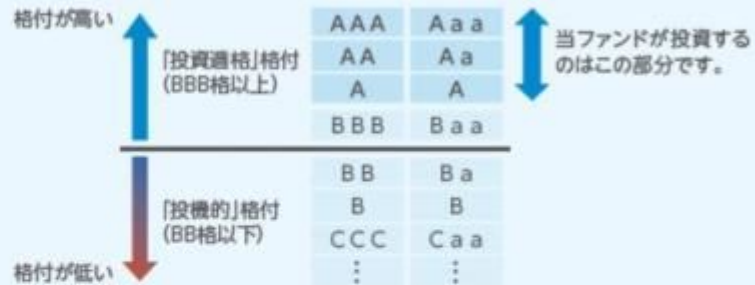 格付が高い
「投資適格」格付
(BBB格以上)
AAA Aaa
AA Aa
A A
BBB Baa
当ファンドが投資する
のはこの部分です。
「投機的」格付
(BB格以下)
BB Ba
B B
CCC Caa
⋮ ⋮
格付が低い